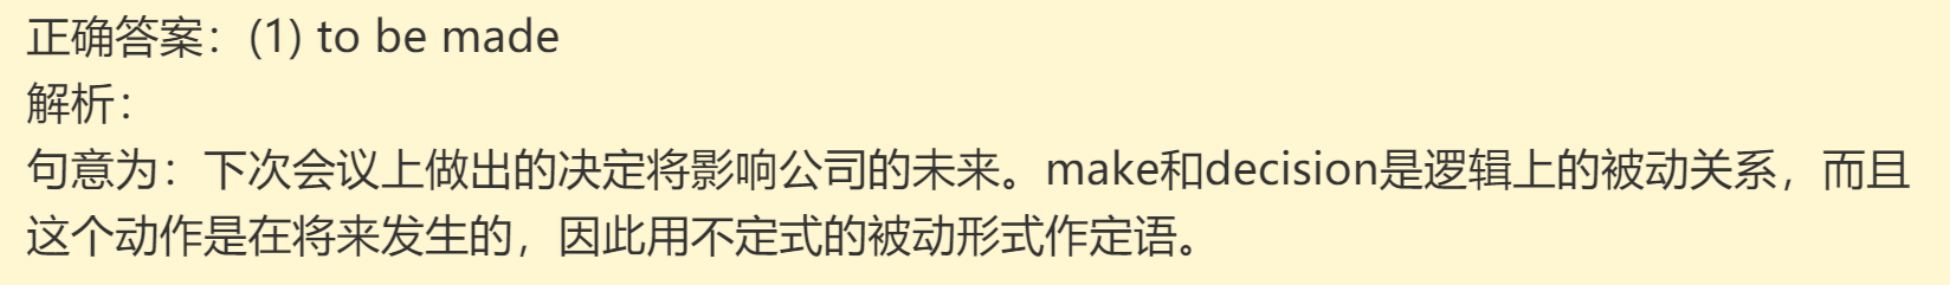 正确答案：(1) to be made
解析：
句意为：下次会议上做出的决定将影响公司的未来。make和decision是逻辑上的被动关系，而且
这个动作是在将来发生的，因此用不定式的被动形式作定语。